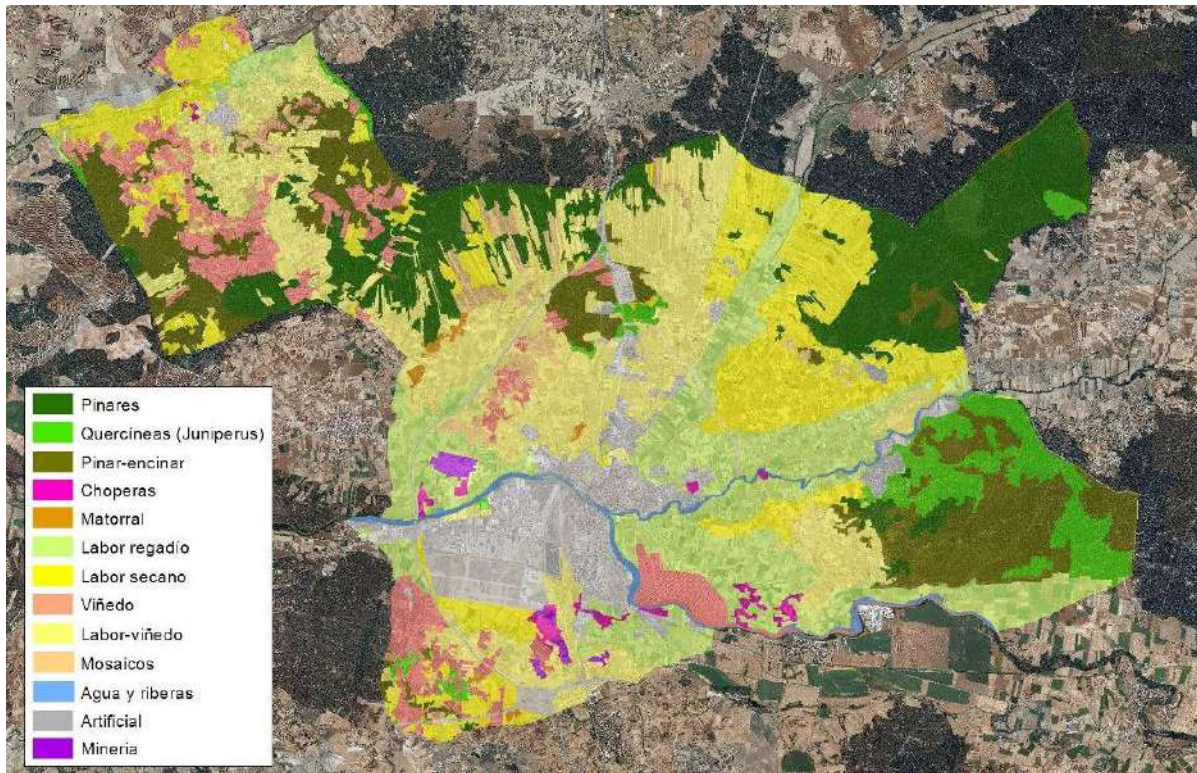 Pinares
Quercíneas (Juniperus)
Pinar-encinar
Choperas
Matorral
Labor regadío
Labor secano
Viñedo
Labor-viñedo
Mosaicos
Agua y riberas
Artificial
Mineria